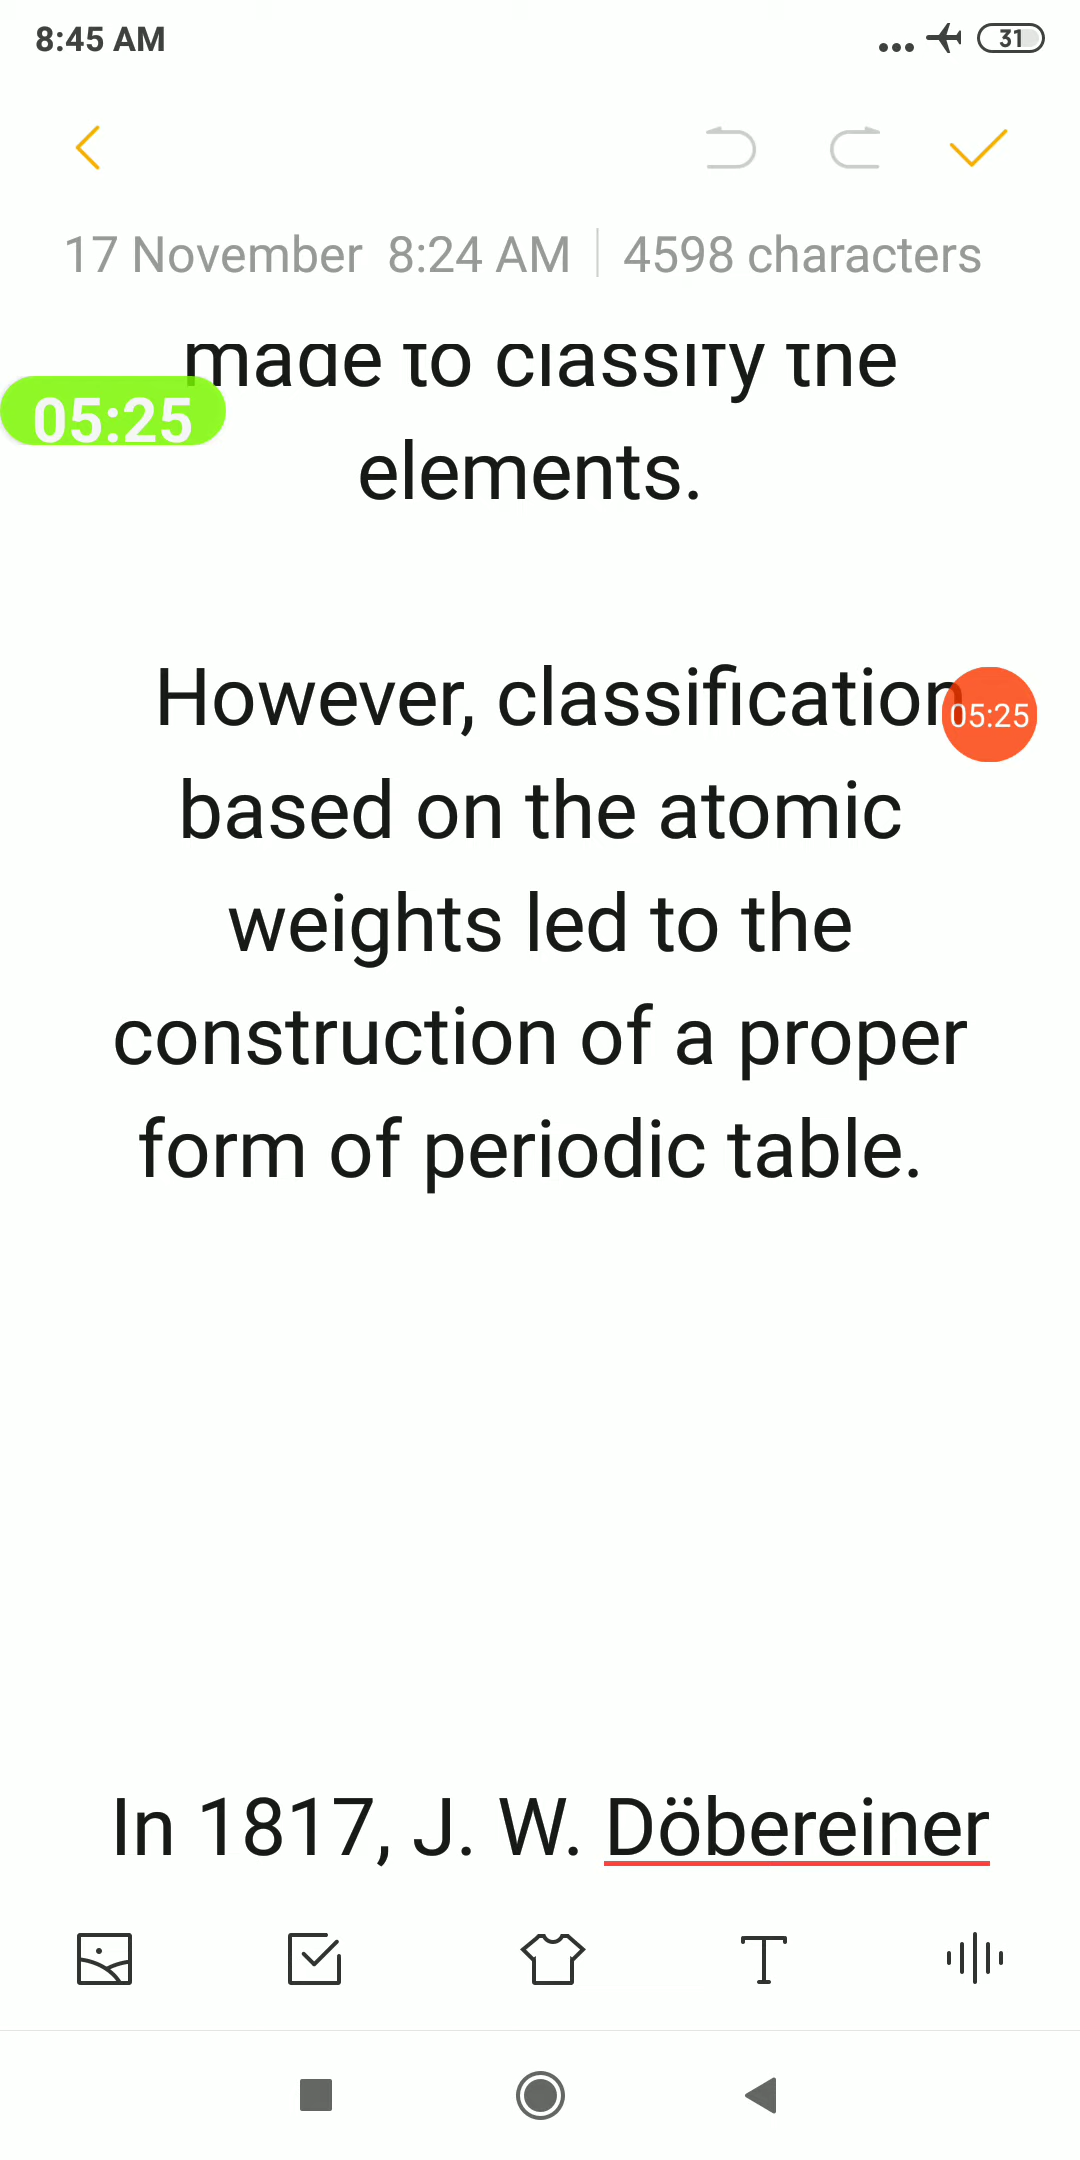 8:45 AM
31
17 November 8:24 AM 4598 characters
made to classify the
05:25
elements.
However, classification
05:25
based on the atomic
weights led to the
construction of a proper
form of periodic table.
In 1817, J. W. Döbereiner